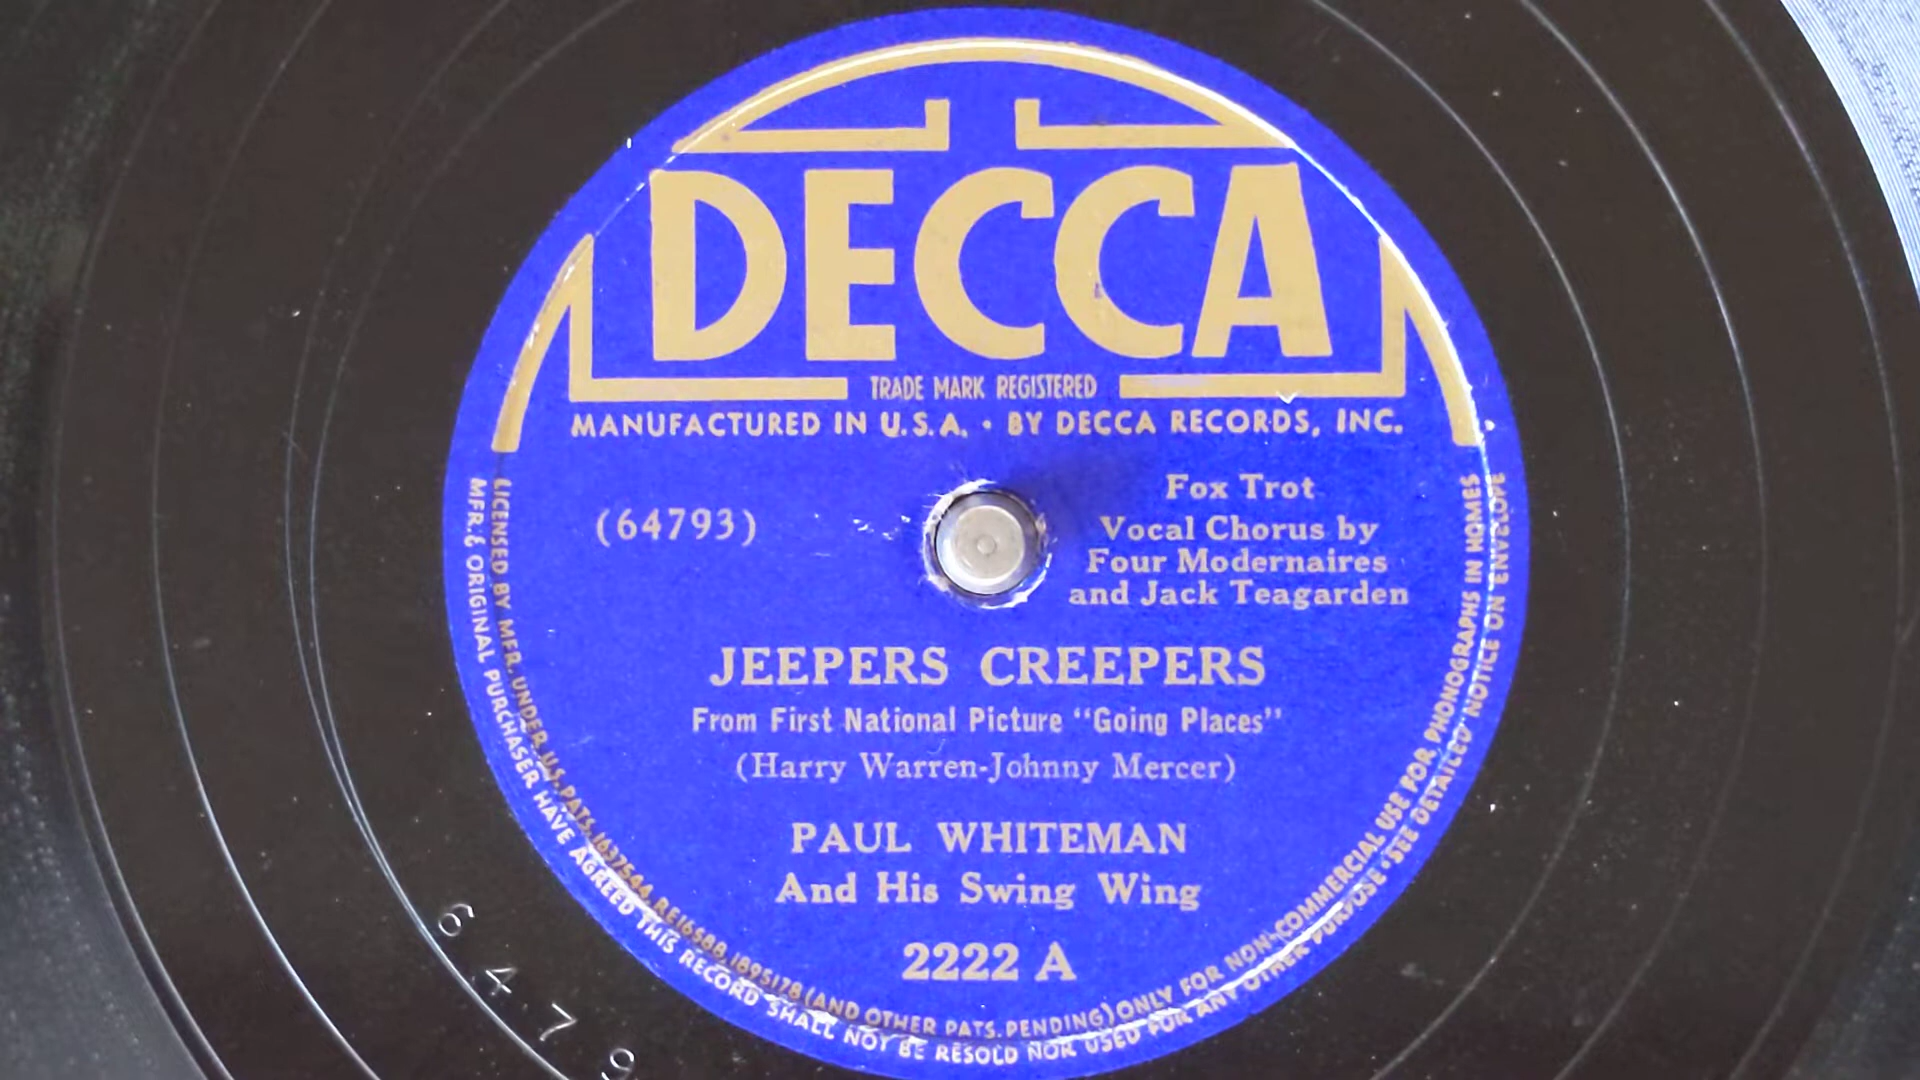 DECCA
TRADE MARK REGISTERED
MANUFACTURED IN U.S.A. • BY DECCA RECORDS, INC.
(64793)
Fox Trot
Vocal Chorus by
Four Modernaires
and Jack Teagarden
JEEPERS CREEPERS
From First National Picture "Going Places"
(Harry Warren-Johnny Mercer)
PAUL WHITEMAN
And His Swing Wing
2222 A
LICENSED BY MFR. UNDER U.S. PATS. 1637544, RE16588, 1895178 (AND OTHER PATS. PENDING) ONLY FOR NON-COMMERCIAL USE FOR PHONOGRAPHS IN HOMES
MFR. & ORIGINAL PURCHASER HAVE AGREED THIS RECORD SHALL NOT BE RESOLD NOR USED FOR ANY OTHER PURPOSE • SEE DETAILED NOTICE ON ENVELOPE
6479